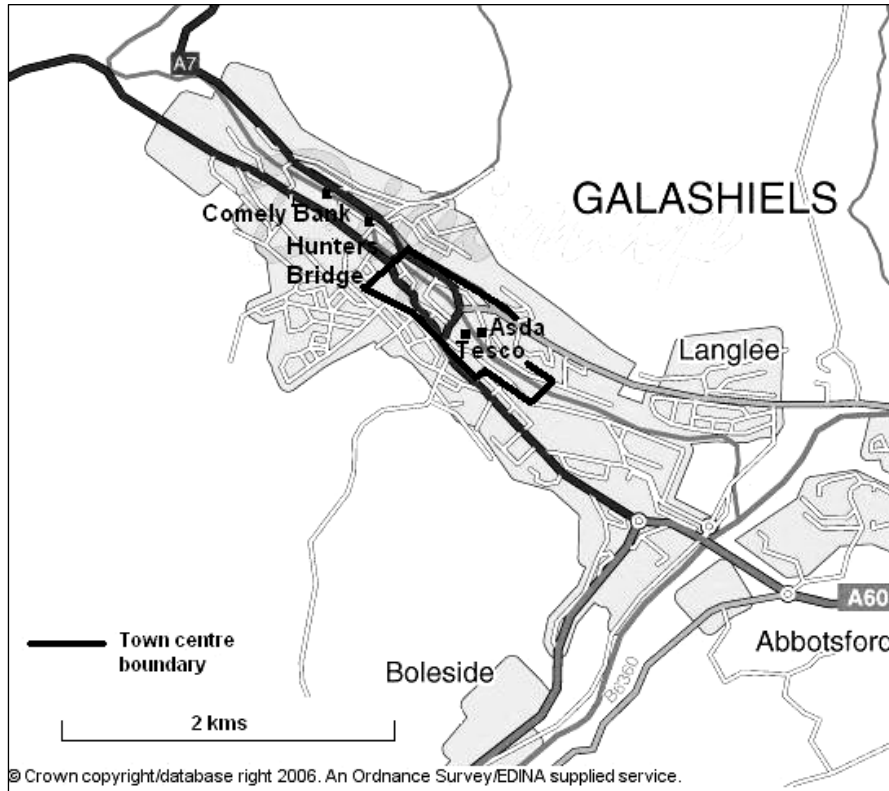 A7
GALASHIELS
Comely Bank
Hunters
Bridge
Asda
Tesco
Langlee
A60
Abbotsford
Town centre
boundary
Boleside
B6360
2 kms
© Crown copyright/database right 2006. An Ordnance Survey/EDINA supplied service.